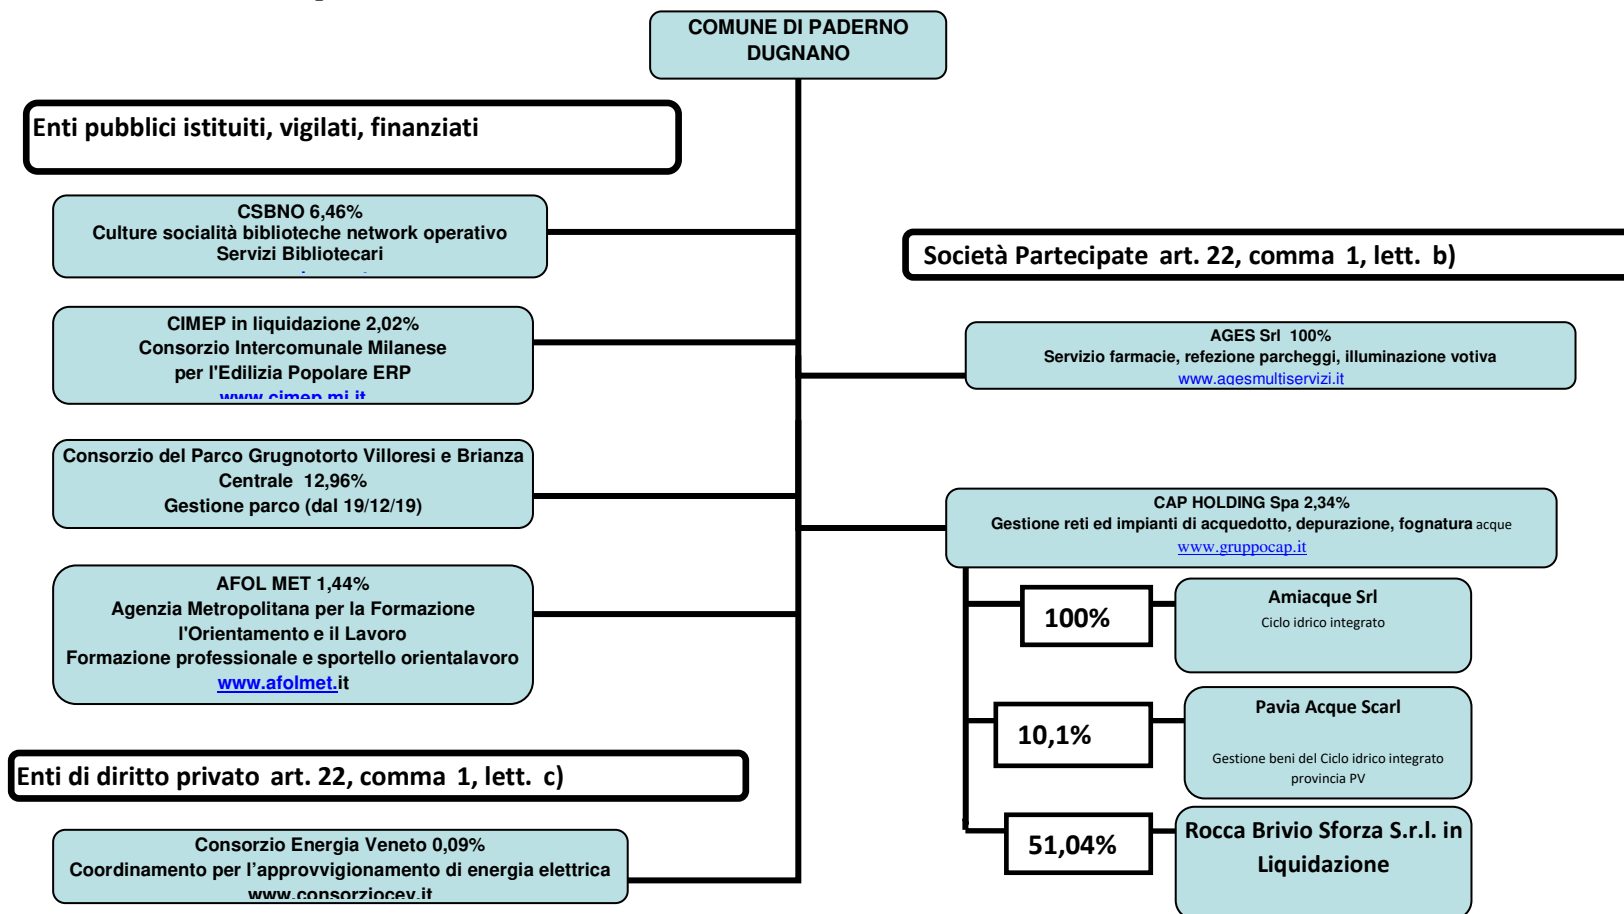 COMUNE DI PADERNO
DUGNANO
Enti pubblici istituiti, vigilati, finanziati
CSBNO 6,46%
Culture socialità biblioteche network operativo
Servizi Bibliotecari
CIMEP in liquidazione 2,02%
Consorzio Intercomunale Milanese
per l'Edilizia Popolare ERP
www.cimep.mi.it
Consorzio del Parco Grugnotorto Villoresi e Brianza
Centrale 12,96%
Gestione parco (dal 19/12/19)
AFOL MET 1,44%
Agenzia Metropolitana per la Formazione
l'Orientamento e il Lavoro
Formazione professionale e sportello orientalavoro
www.afolmet.it
Enti di diritto privato art. 22, comma 1, lett. c)
Consorzio Energia Veneto 0,09%
Coordinamento per l’approvvigionamento di energia elettrica
www.consorziocev.it
Società Partecipate art. 22, comma 1, lett. b)
AGES Srl 100%
Servizio farmacie, refezione parcheggi, illuminazione votiva
www.agesmultiservizi.it
CAP HOLDING Spa 2,34%
Gestione reti ed impianti di acquedotto, depurazione, fognatura acque
www.gruppocap.it
100%
Amiacque Srl
Ciclo idrico integrato
10,1%
Pavia Acque Scarl
Gestione beni del Ciclo idrico integrato
provincia PV
51,04%
Rocca Brivio Sforza S.r.l. in
Liquidazione